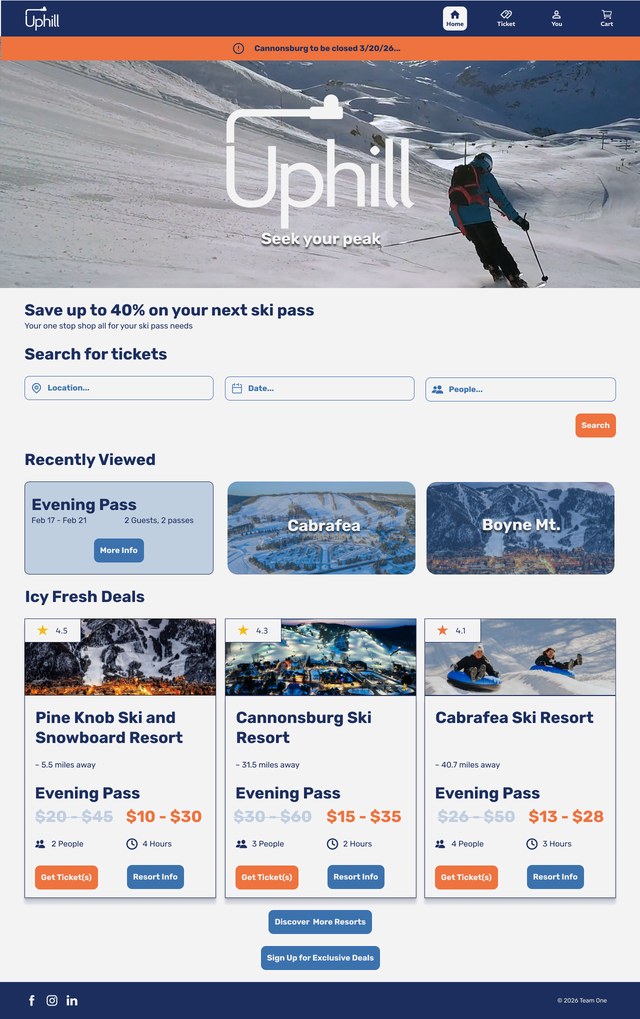 Uphill
Home
Ticket
You
Cart
Cannonsburg to be closed 3/20/26...
Uphill
Seek your peak
Save up to 40% on your next ski pass
Your one stop shop all for your ski pass needs
Search for tickets
Location...
Date...
People...
Search
Recently Viewed
Evening Pass
Feb 17 - Feb 21
2 Guests, 2 passes
More Info
Cabrafea
Boyne Mt.
Icy Fresh Deals
4.5
Pine Knob Ski and
Snowboard Resort
~ 5.5 miles away
Evening Pass
$20 - $45 $10 - $30
2 People
4 Hours
Get Ticket(s)
Resort Info
4.3
Cannonsburg Ski
Resort
~ 31.5 miles away
Evening Pass
$30 - $60 $15 - $35
3 People
2 Hours
Get Ticket(s)
Resort Info
4.1
Cabrafea Ski Resort
~ 40.7 miles away
Evening Pass
$26 - $50 $13 - $28
4 People
3 Hours
Get Ticket(s)
Resort Info
Discover More Resorts
Sign Up for Exclusive Deals
© 2026 Team One